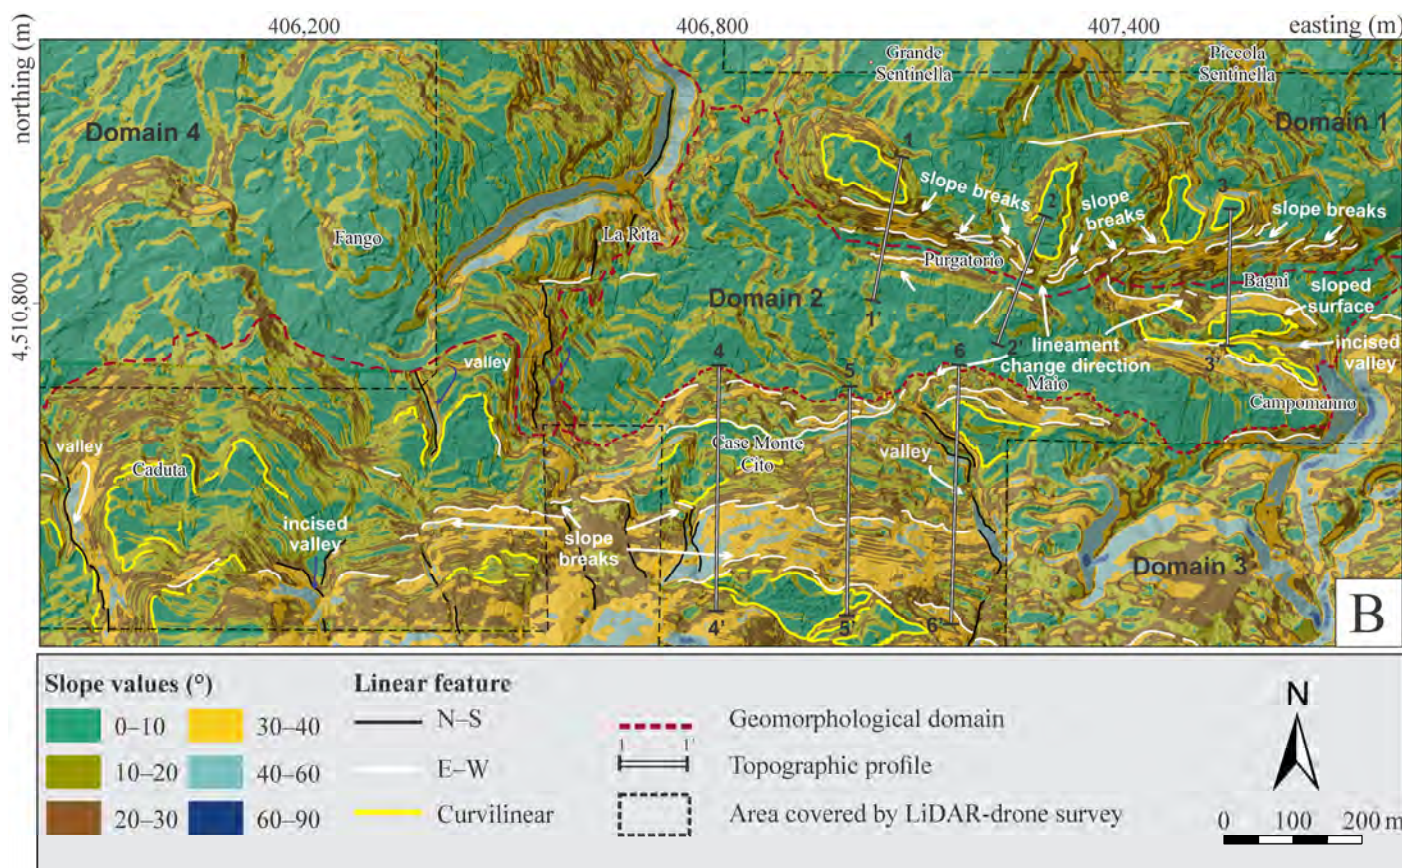 406,200
406,800
407,400
easting (m)
northing (m)
4,510,800
Grande
Sentinella
Piccola
Sentinella
Domain 4
Domain 1
1
slope breaks
2
slope
breaks
3
slope breaks
Fango
La Rita
Purgatorio
Bagni
sloped
surface
Domain 2
1'
2'
lineament
change direction
3'
incised
valley
valley
4
5
6
Maio
Campomanno
valley
Caduta
Case Monte
Cito
valley
incised
valley
slope
breaks
Domain 3
4'
5'
6'
B
Slope values (°)
0–10
10–20
20–30
30–40
40–60
60–90
Linear feature
N–S
E–W
Curvilinear
Geomorphological domain
1 1'
Topographic profile
Area covered by LiDAR-drone survey
N
0 100 200 m